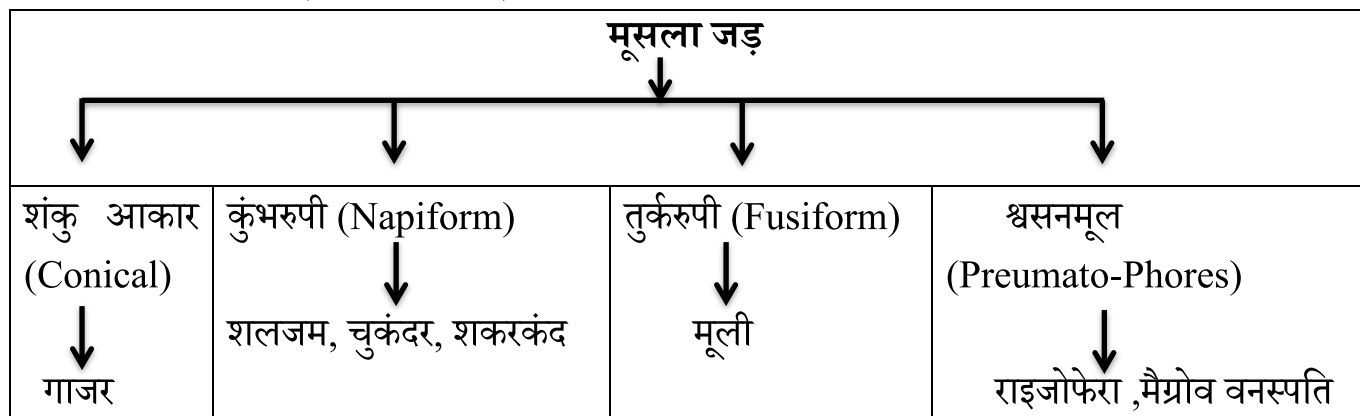 मूसला जड़
शंकु आकार
(Conical)
गाजर
कुंभरुपी (Napiform)
शलजम, चुकंदर, शकरकंद
तुर्करुपी (Fusiform)
मूली
श्वसनमूल
(Preumato-Phores)
राइजोफेरा ,मैग्रोव वनस्पति